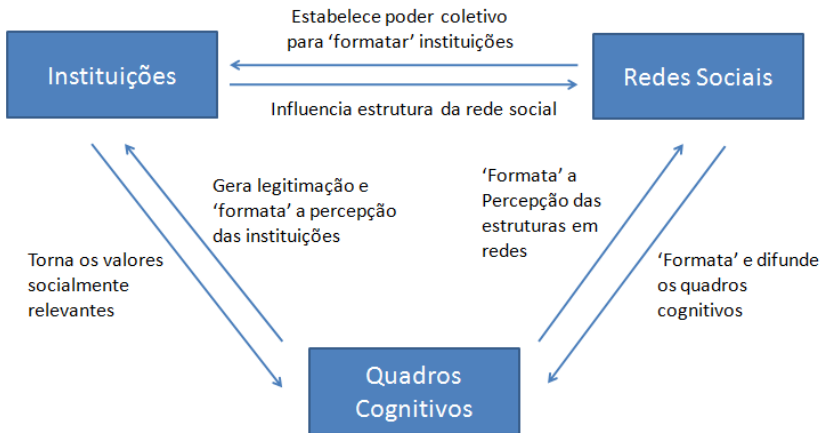 Estabelece poder coletivo
para ‘formatar’ instituições
Instituições
Redes Sociais
Influencia estrutura da rede social
Gera legitimação e
‘formata’ a percepção
das instituições
‘Formata’ a
Percepção das
estruturas em
redes
Torna os valores
socialmente
relevantes
‘Formata’ e difunde
os quadros
cognitivos
Quadros
Cognitivos